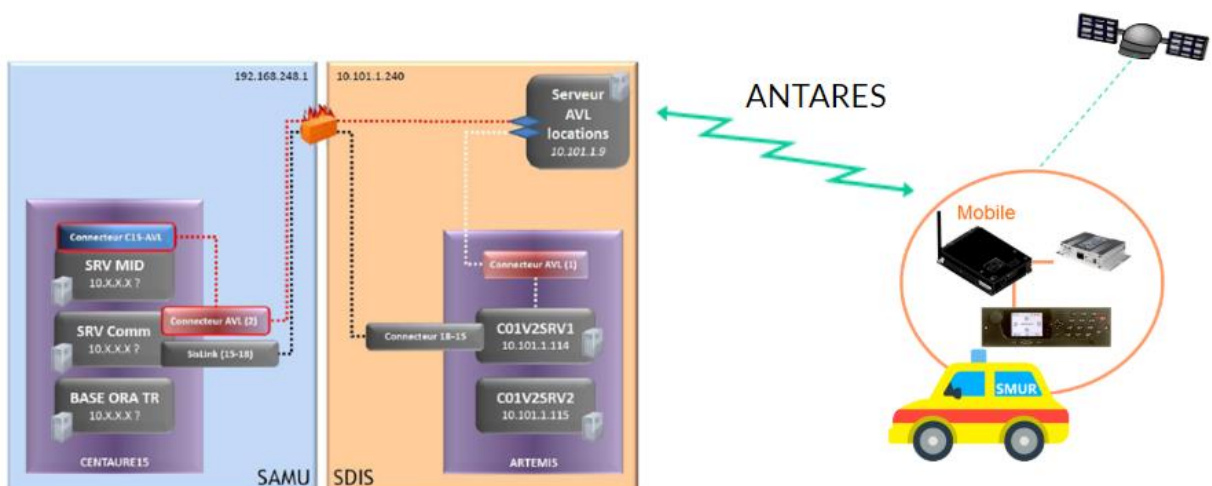 192.168.248.1
10.101.1.240
Serveur
AVL
locations
10.101.1.9
ANTARES
Mobile
Connecteur C15-AVL
SRV MID
10.X.X.X ?
Connecteur AVL (2)
SRV Comm
10.X.X.X ?
SisLink (15-18)
BASE ORA TR
10.X.X.X ?
CENTAURE15
SAMU
Connecteur AVL (1)
Connecteur 18-15
C01V2SRV1
10.101.1.114
C01V2SRV2
10.101.1.115
ARTEMIS
SDIS
SMUR